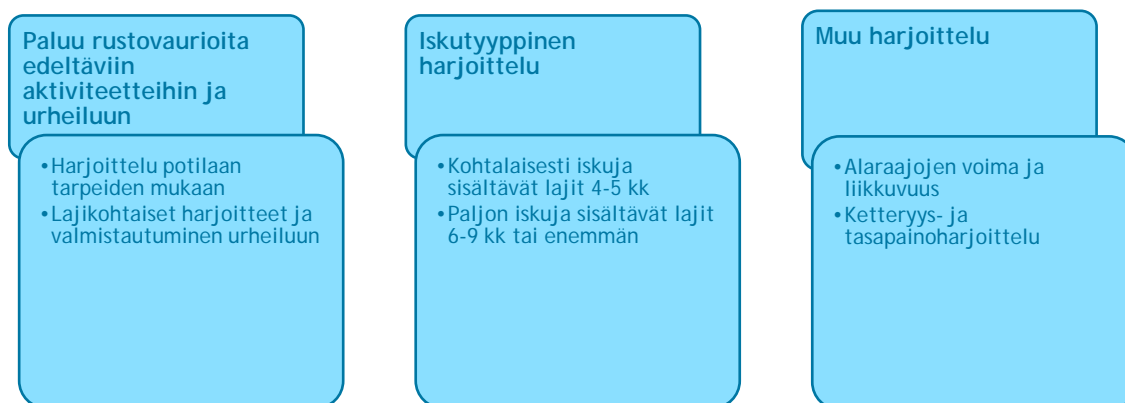 Paluu rustovaurioita
edeltäviin
aktiviteetteihin ja
urheiluun
•Harjoittelu potilaan
tarpeiden mukaan
•Lajikohtaiset harjoitteet ja
valmistautuminen urheiluun
Iskutyyppinen
harjoittelu
•Kohtalaisesti iskuja
sisältävät lajit 4-5 kk
•Paljon iskuja sisältävät lajit
6-9 kk tai enemmän
Muu harjoittelu
•Alaraajojen voima ja
liikkuvuus
•Ketteryys- ja
tasapainoharjoittelu